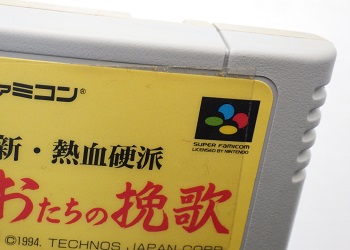 ァミコン®
SUPER FAMICOM
LICENSED BY NINTENDO
新・熱血硬派
おたちの挽歌
©1994. TECHNOS JAPAN CORP